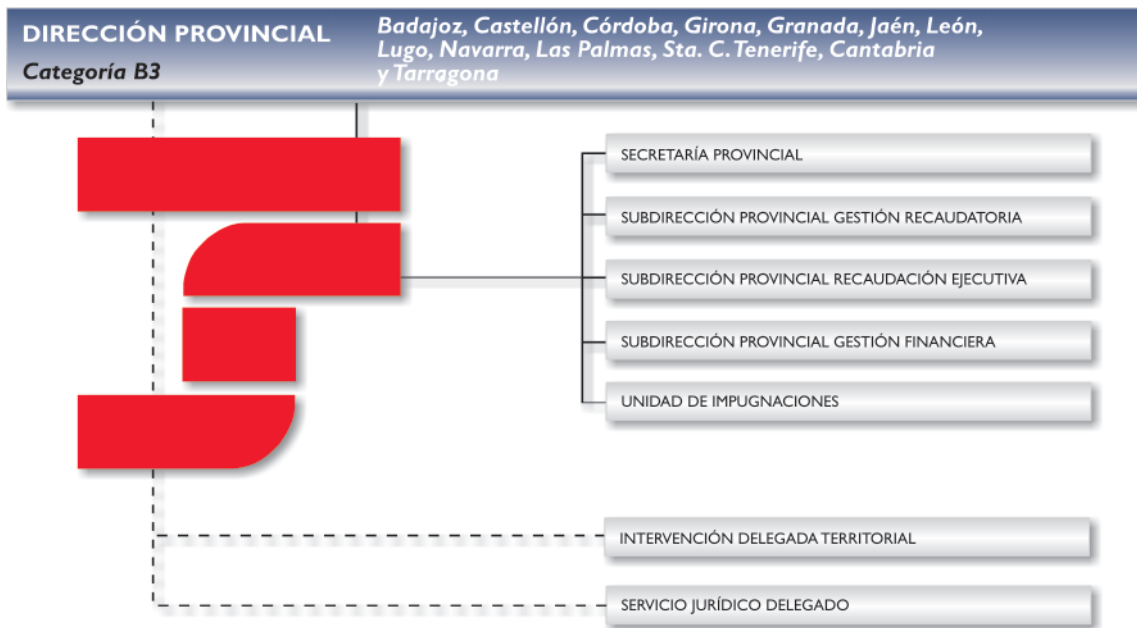 DIRECCIÓN PROVINCIAL
Categoría B3
Badajoz, Castellón, Córdoba, Girona, Granada, Jaén, León,
Lugo, Navarra, Las Palmas, Sta. C. Tenerife, Cantabria
y Tarragona
SECRETARÍA PROVINCIAL
SUBDIRECCIÓN PROVINCIAL GESTIÓN RECAUDATORIA
SUBDIRECCIÓN PROVINCIAL RECAUDACIÓN EJECUTIVA
SUBDIRECCIÓN PROVINCIAL GESTIÓN FINANCIERA
UNIDAD DE IMPUGNACIONES
INTERVENCIÓN DELEGADA TERRITORIAL
SERVICIO JURÍDICO DELEGADO